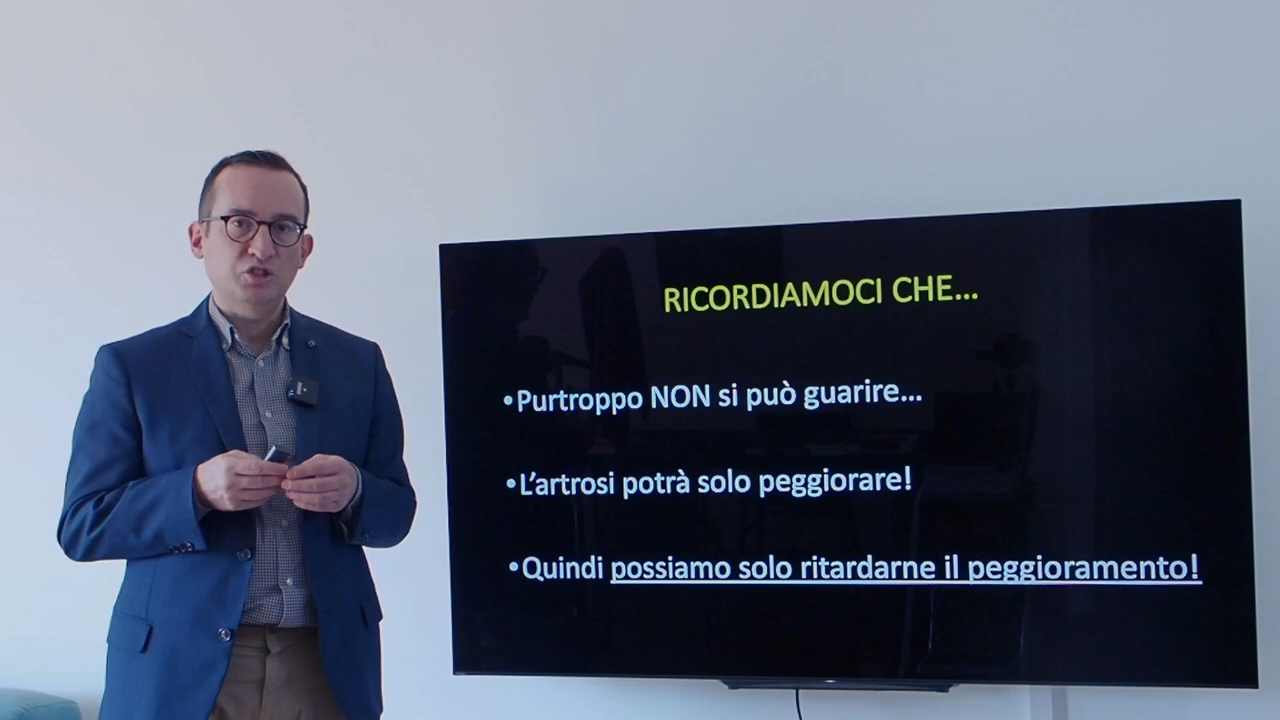 RICORDIAMOCI CHE...
•Purtroppo NON si può guarire...
•L'artrosi potrà solo peggiorare!
•Quindi possiamo solo ritardarne il peggioramento!